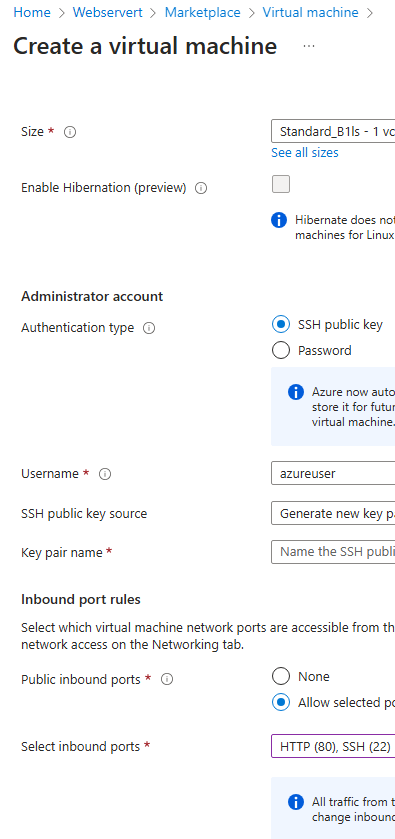 Home > Webservert > Marketplace > Virtual machine >
Create a virtual machine ...
Size *
Standard_B1ls - 1 vc
See all sizes
Enable Hibernation (preview)
Hibernate does not
machines for Linux
Administrator account
Authentication type
SSH public key
Password
Azure now auto
store it for futur
virtual machine.
Username *
azureuser
SSH public key source
Generate new key pa
Key pair name *
Name the SSH publi
Inbound port rules
Select which virtual machine network ports are accessible from th
network access on the Networking tab.
Public inbound ports *
None
Allow selected po
Select inbound ports *
HTTP (80), SSH (22)
All traffic from t
change inbound